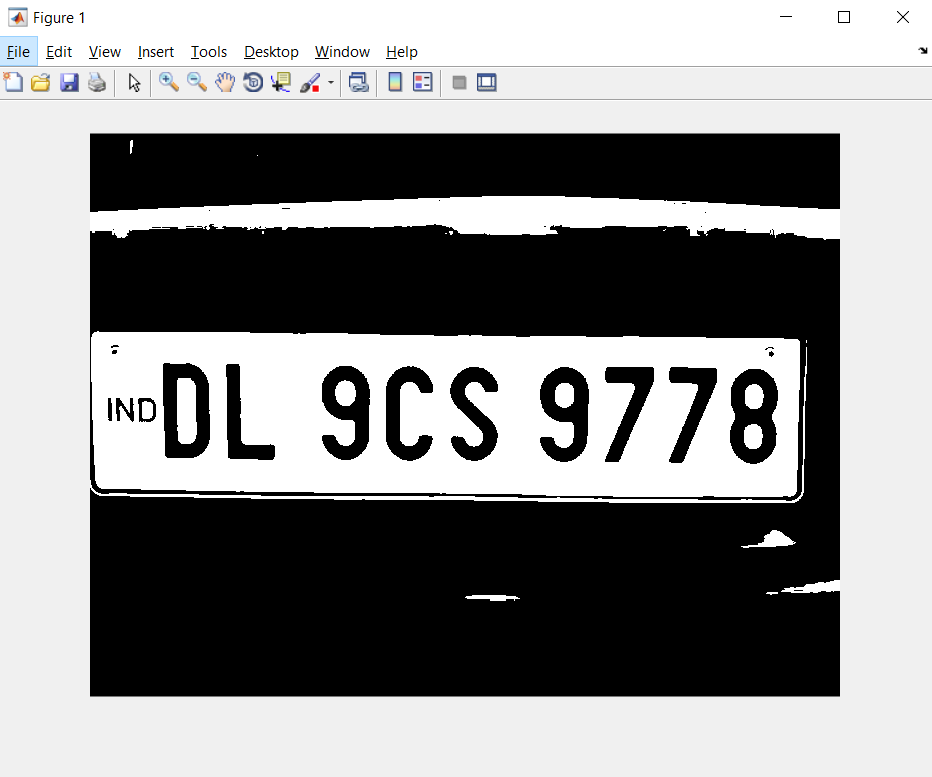 Figure 1
File Edit View Insert Tools Desktop Window Help
IND DL 9CS 9778